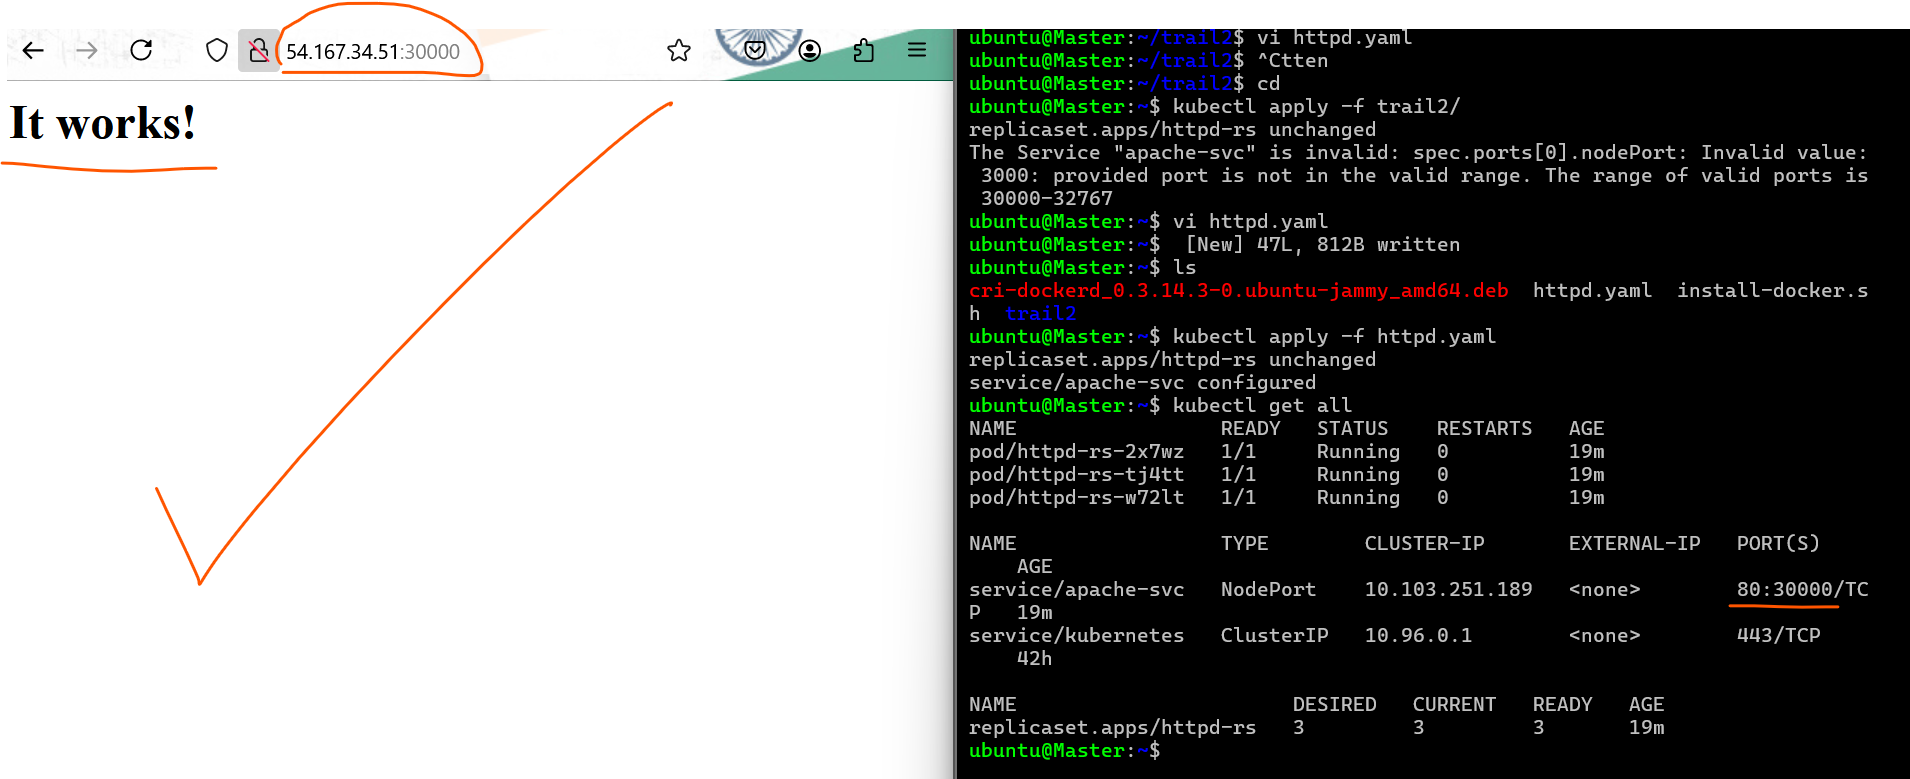 54.167.34.51:30000
It works!
ubuntu@Master:~/trail2$ vi httpd.yaml
ubuntu@Master:~/trail2$ ^Ctten
ubuntu@Master:~/trail2$ cd
ubuntu@Master:~$ kubectl apply -f trail2/
replicaset.apps/httpd-rs unchanged
The Service "apache-svc" is invalid: spec.ports[0].nodePort: Invalid value:
3000: provided port is not in the valid range. The range of valid ports is
30000-32767
ubuntu@Master:~$ vi httpd.yaml
ubuntu@Master:~$  [New] 47L, 812B written
ubuntu@Master:~$ ls
cri-dockerd_0.3.14.3-0.ubuntu-jammy_amd64.deb  httpd.yaml  install-docker.s
h  trail2
ubuntu@Master:~$ kubectl apply -f httpd.yaml
replicaset.apps/httpd-rs unchanged
service/apache-svc configured
ubuntu@Master:~$ kubectl get all
NAME                 READY   STATUS    RESTARTS   AGE
pod/httpd-rs-2x7wz   1/1     Running   0          19m
pod/httpd-rs-tj4tt   1/1     Running   0          19m
pod/httpd-rs-w72lt   1/1     Running   0          19m
NAME                 TYPE        CLUSTER-IP       EXTERNAL-IP   PORT(S)
AGE
service/apache-svc   NodePort    10.103.251.189   <none>        80:30000/TC
P   19m
service/kubernetes   ClusterIP   10.96.0.1        <none>        443/TCP
42h
NAME                       DESIRED   CURRENT   READY   AGE
replicaset.apps/httpd-rs   3         3         3       19m
ubuntu@Master:~$